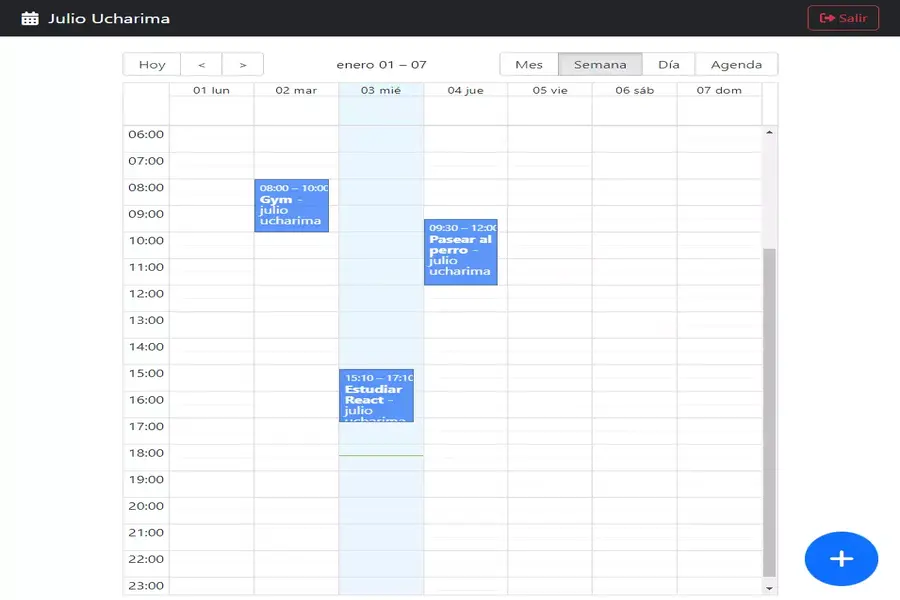 Julio Ucharima
Salir
Hoy < > enero 01 – 07 Mes Semana Día Agenda
01 lun 02 mar 03 mié 04 jue 05 vie 06 sáb 07 dom
06:00
07:00
08:00
09:00
10:00
11:00
12:00
13:00
14:00
15:00
16:00
17:00
18:00
19:00
20:00
21:00
22:00
23:00
08:00 – 10:00
Gym -
julio
ucharima
15:10 – 17:10
Estudiar
React -
julio
ucharima
09:30 – 12:00
Pasear al
perro -
julio
ucharima
+